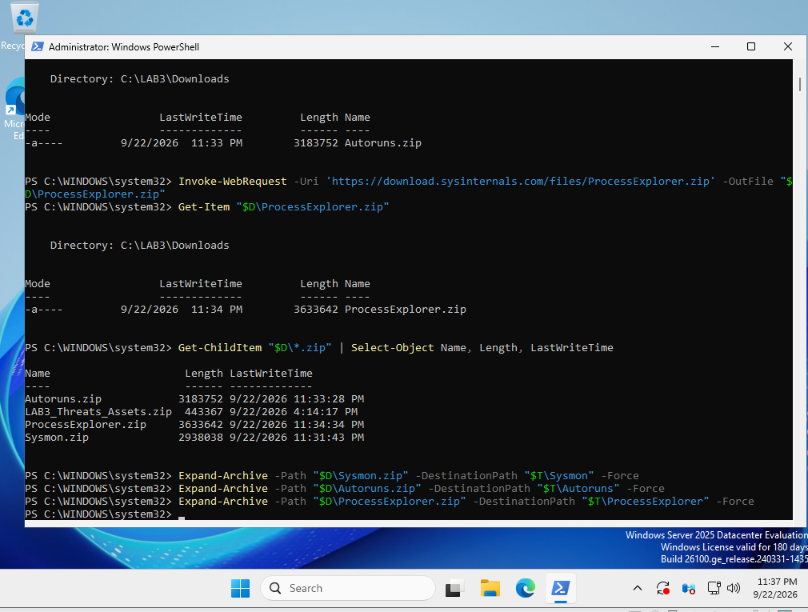 Recyc
Administrator: Windows PowerShell
Micr
Ed
Directory: C:\LAB3\Downloads
Mode                LastWriteTime         Length Name
----                -------------         ------ ----
-a----        9/22/2026  11:33 PM        3183752 Autoruns.zip
PS C:\WINDOWS\system32> Invoke-WebRequest -Uri 'https://download.sysinternals.com/files/ProcessExplorer.zip' -OutFile "$
D\ProcessExplorer.zip"
PS C:\WINDOWS\system32> Get-Item "$D\ProcessExplorer.zip"
Directory: C:\LAB3\Downloads
Mode                LastWriteTime         Length Name
----                -------------         ------ ----
-a----        9/22/2026  11:34 PM        3633642 ProcessExplorer.zip
PS C:\WINDOWS\system32> Get-ChildItem "$D\*.zip" | Select-Object Name, Length, LastWriteTime
Name                     Length LastWriteTime
----                     ------ -------------
Autoruns.zip            3183752 9/22/2026 11:33:28 PM
LAB3_Threats_Assets.zip  443367 9/22/2026 4:14:17 PM
ProcessExplorer.zip     3633642 9/22/2026 11:34:34 PM
Sysmon.zip              2938038 9/22/2026 11:31:43 PM
PS C:\WINDOWS\system32> Expand-Archive -Path "$D\Sysmon.zip" -DestinationPath "$T\Sysmon" -Force
PS C:\WINDOWS\system32> Expand-Archive -Path "$D\Autoruns.zip" -DestinationPath "$T\Autoruns" -Force
PS C:\WINDOWS\system32> Expand-Archive -Path "$D\ProcessExplorer.zip" -DestinationPath "$T\ProcessExplorer" -Force
PS C:\WINDOWS\system32>
Windows Server 2025 Datacenter Evaluation
Windows License valid for 180 days
Build 26100.ge_release.240331-1435
Search
11:37 PM
9/22/2026